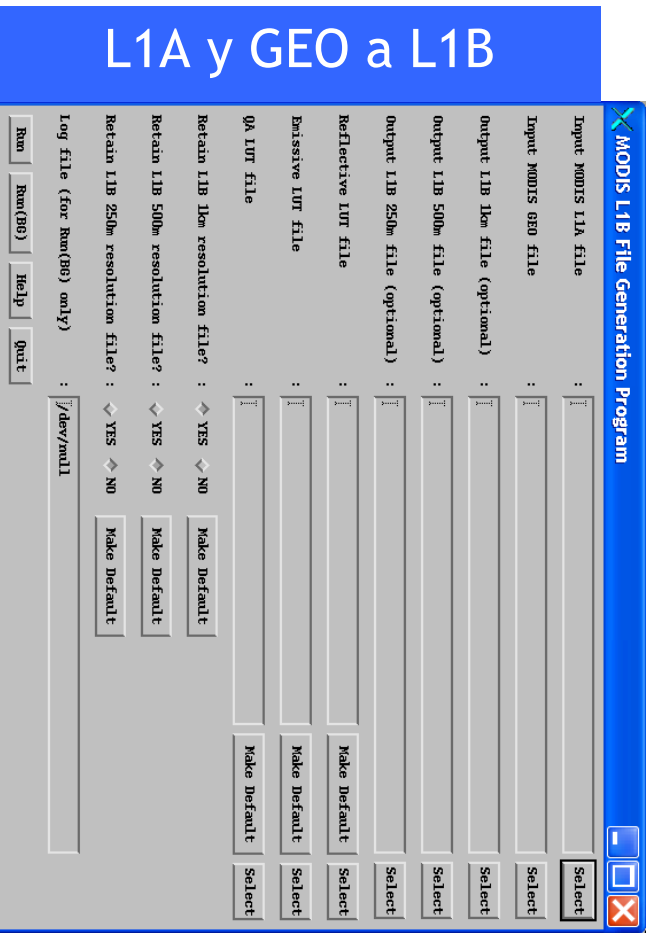 L1A y GEO a L1B
MODIS L1B File Generation Program
Input MODIS L1A file : Select
Input MODIS GEO file : Select
Output L1B 1km file (optional) : Select
Output L1B 500m file (optional) : Select
Output L1B 250m file (optional) : Select
Reflective LUT file : Make Default Select
Emissive LUT file : Make Default Select
QA LUT file : Make Default Select
Retain L1B 1km resolution file? : YES NO Make Default
Retain L1B 500m resolution file? : YES NO Make Default
Retain L1B 250m resolution file? : YES NO Make Default
Log file (for Run(BG) only) : /dev/null
Run Run(BG) Help Quit